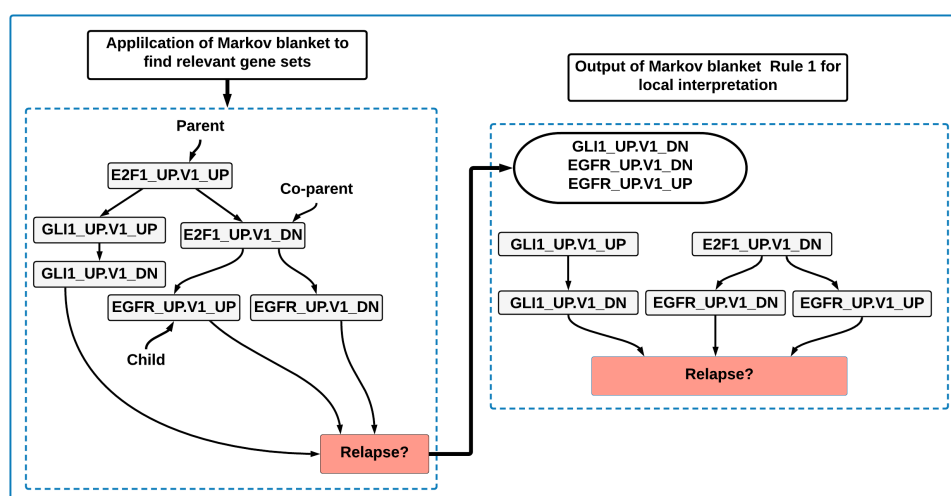 Applilcation of Markov blanket to
find relevant gene sets
Parent
E2F1_UP.V1_UP
Co-parent
GLI1_UP.V1_UP
E2F1_UP.V1_DN
GLI1_UP.V1_DN
EGFR_UP.V1_UP
EGFR_UP.V1_DN
Child
Relapse?
Output of Markov blanket Rule 1 for
local interpretation
GLI1_UP.V1_DN
EGFR_UP.V1_DN
EGFR_UP.V1_UP
GLI1_UP.V1_UP
E2F1_UP.V1_DN
GLI1_UP.V1_DN
EGFR_UP.V1_DN
EGFR_UP.V1_UP
Relapse?